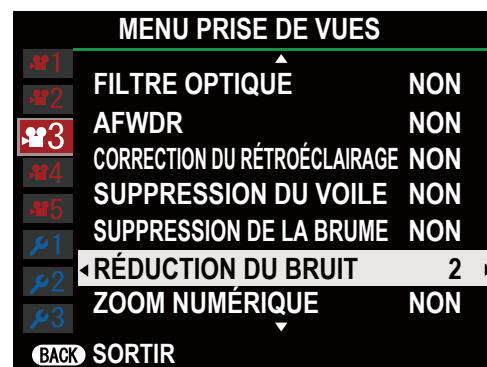 MENU PRISE DE VUES
1
2
3
4
5
1
2
3
FILTRE OPTIQUE NON
AFWDR NON
CORRECTION DU RÉTROÉCLAIRAGE NON
SUPPRESSION DU VOILE NON
SUPPRESSION DE LA BRUME NON
RÉDUCTION DU BRUIT 2
ZOOM NUMÉRIQUE NON
BACK SORTIR